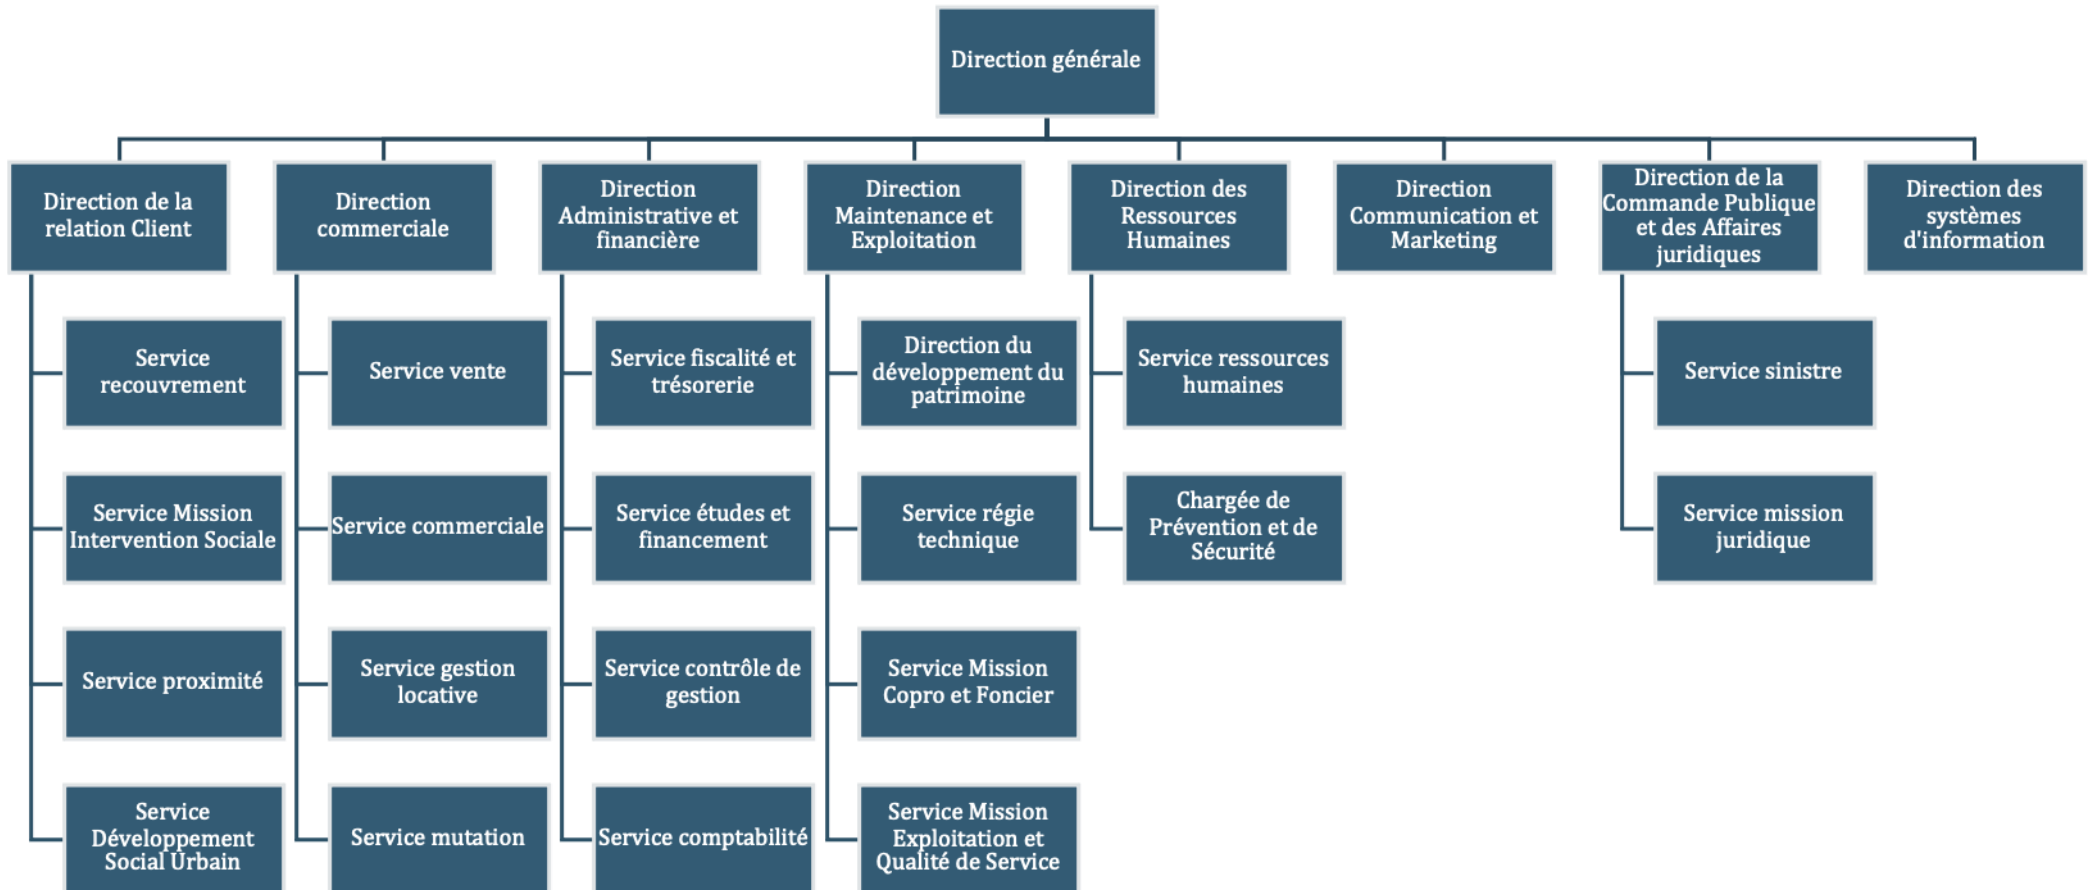 Direction générale
Direction de la
relation Client
Direction
commerciale
Direction
Administrative et
financière
Direction
Maintenance et
Exploitation
Direction des
Ressources
Humaines
Direction
Communication et
Marketing
Direction de la
Commande Publique
et des Affaires
juridiques
Direction des
systèmes
d'information
Service
recouvrement
Service Mission
Intervention Sociale
Service proximité
Service
Développement
Social Urbain
Service vente
Service commerciale
Service gestion
locative
Service mutation
Service fiscalité et
trésorerie
Service études et
financement
Service contrôle de
gestion
Service comptabilité
Direction du
développement du
patrimoine
Service régie
technique
Service Mission
Copro et Foncier
Service Mission
Exploitation et
Qualité de Service
Service ressources
humaines
Chargée de
Prévention et de
Sécurité
Service sinistre
Service mission
juridique